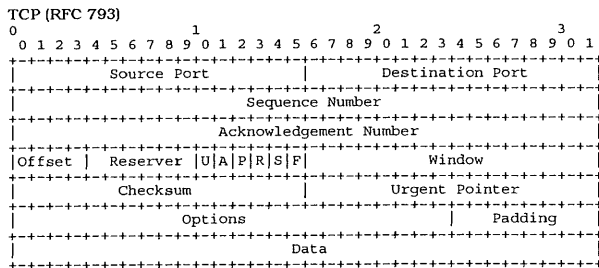 TCP (RFC 793)
0 1 2 3
0 1 2 3 4 5 6 7 8 9 0 1 2 3 4 5 6 7 8 9 0 1 2 3 4 5 6 7 8 9 0 1
+-+-+-+-+-+-+-+-+-+-+-+-+-+-+-+-+-+-+-+-+-+-+-+-+-+-+-+-+-+-+-+-+
| Source Port | Destination Port |
+-+-+-+-+-+-+-+-+-+-+-+-+-+-+-+-+-+-+-+-+-+-+-+-+-+-+-+-+-+-+-+-+
| Sequence Number |
+-+-+-+-+-+-+-+-+-+-+-+-+-+-+-+-+-+-+-+-+-+-+-+-+-+-+-+-+-+-+-+-+
| Acknowledgement Number |
+-+-+-+-+-+-+-+-+-+-+-+-+-+-+-+-+-+-+-+-+-+-+-+-+-+-+-+-+-+-+-+-+
|Offset | Reserver |U|A|P|R|S|F| Window |
+-+-+-+-+-+-+-+-+-+-+-+-+-+-+-+-+-+-+-+-+-+-+-+-+-+-+-+-+-+-+-+-+
| Checksum | Urgent Pointer |
+-+-+-+-+-+-+-+-+-+-+-+-+-+-+-+-+-+-+-+-+-+-+-+-+-+-+-+-+-+-+-+-+
| Options | Padding |
+-+-+-+-+-+-+-+-+-+-+-+-+-+-+-+-+-+-+-+-+-+-+-+-+-+-+-+-+-+-+-+-+
| Data |
+-+-+-+-+-+-+-+-+-+-+-+-+-+-+-+-+-+-+-+-+-+-+-+-+-+-+-+-+-+-+-+-+